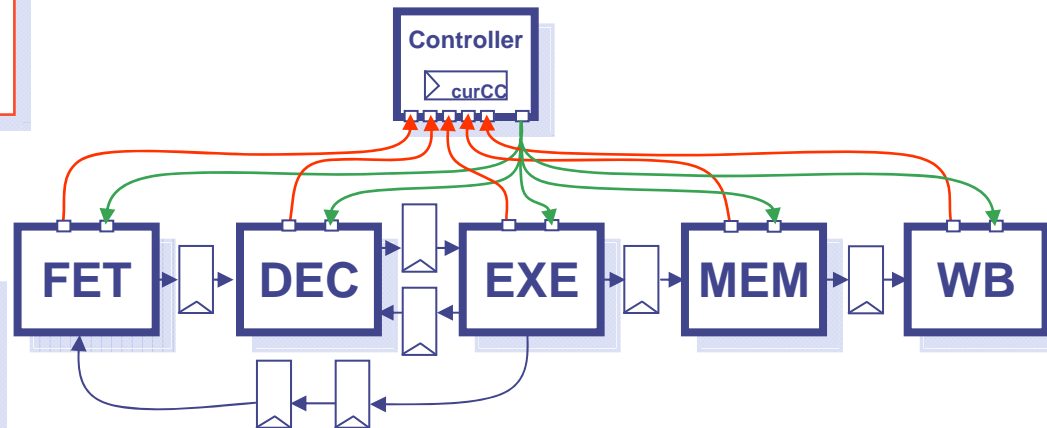 Controller
curCC
FET
DEC
EXE
MEM
WB